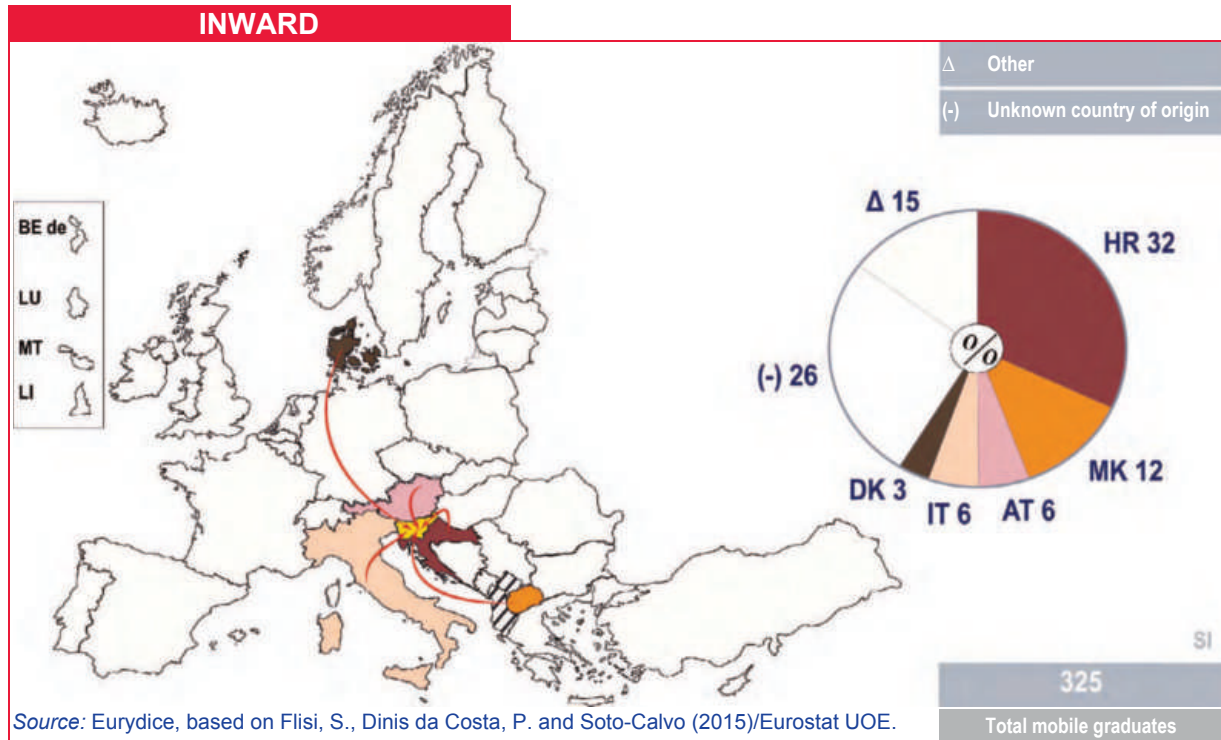 INWARD
Δ Other
(-) Unknown country of origin
BE de
LU
MT
LI
Δ 15
HR 32
(-) 26
%
MK 12
DK 3
IT 6
AT 6
SI
325
Total mobile graduates
Source: Eurydice, based on Flisi, S., Dinis da Costa, P. and Soto-Calvo (2015)/Eurostat UOE.